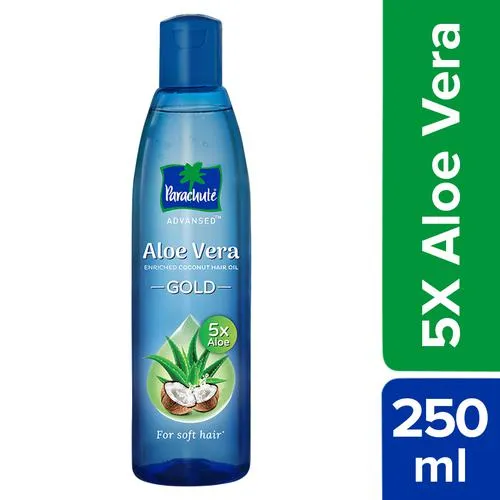 Parachute
ADVANSED™
Aloe Vera
ENRICHED COCONUT HAIR OIL
GOLD
5x
Aloe
For soft hair*
5X Aloe Vera
250
ml